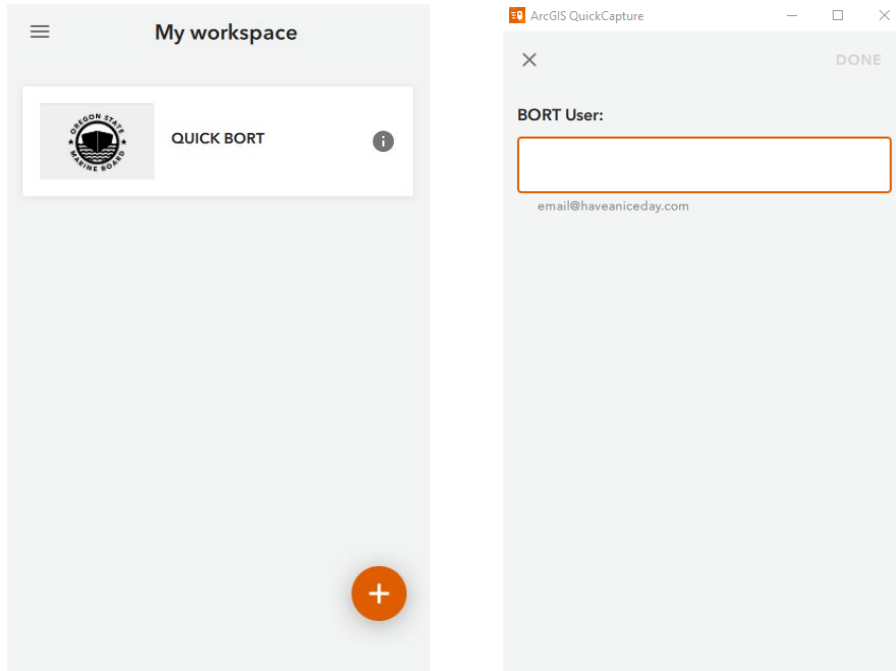 My workspace
OREGON STATE
MARINE BOARD
QUICK BORT
i
+
ArcGIS QuickCapture
DONE
BORT User:
email@haveaniceday.com